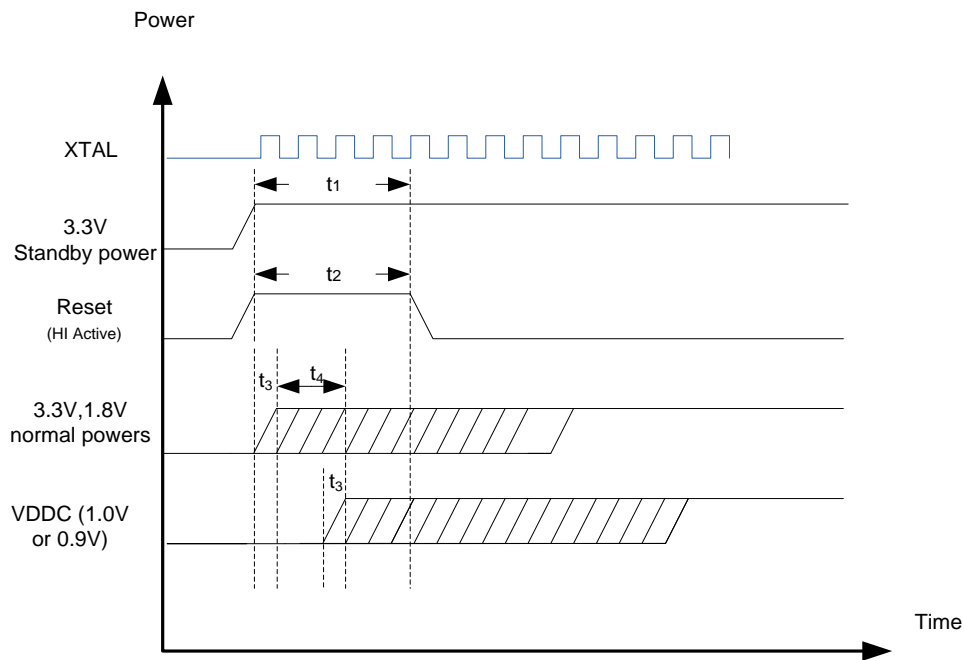 Power
XTAL
t1
3.3V
Standby power
t2
Reset
(HI Active)
t3
t4
3.3V,1.8V
normal powers
t3
VDDC (1.0V
or 0.9V)
Time